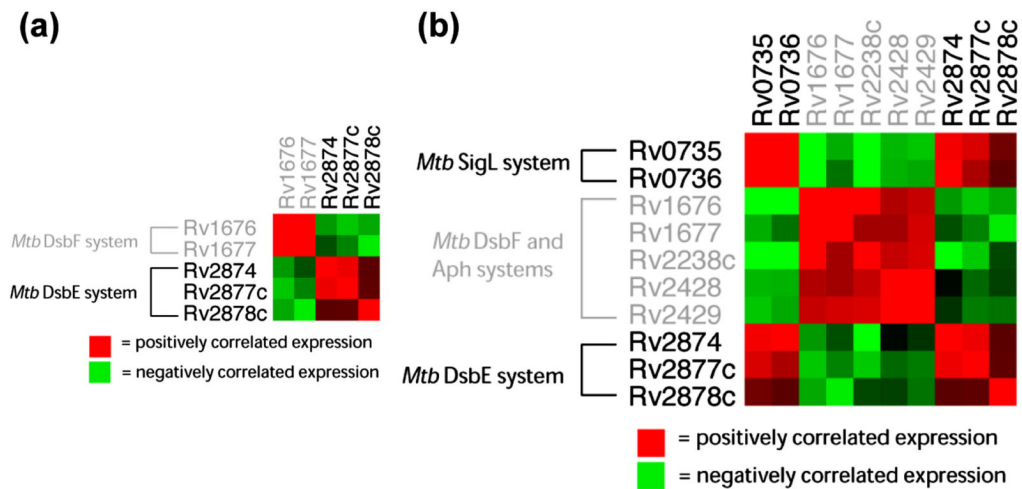 (a)
Rv1676
Rv1677
Rv2874
Rv2877c
Rv2878c
Mtb DsbF system
Rv1676
Rv1677
Mtb DsbE system
Rv2874
Rv2877c
Rv2878c
= positively correlated expression
= negatively correlated expression
(b)
Rv0735
Rv0736
Rv1676
Rv1677
Rv2238c
Rv2428
Rv2429
Rv2874
Rv2877c
Rv2878c
Mtb SigL system
Rv0735
Rv0736
Mtb DsbF and
Aph systems
Rv1676
Rv1677
Rv2238c
Rv2428
Rv2429
Mtb DsbE system
Rv2874
Rv2877c
Rv2878c
= positively correlated expression
= negatively correlated expression